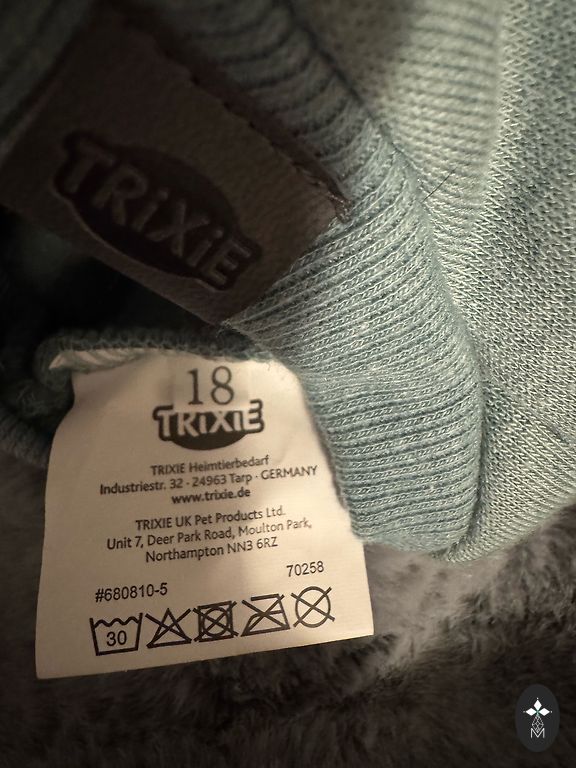 TRiXiE
18
TRiXiE
TRIXIE Heimtierbedarf
Industriestr. 32 - 24963 Tarp · GERMANY
www.trixie.de
TRIXIE UK Pet Products Ltd.
Unit 7, Deer Park Road, Moulton Park,
Northampton NN3 6RZ
70258
#680810-5
30
M